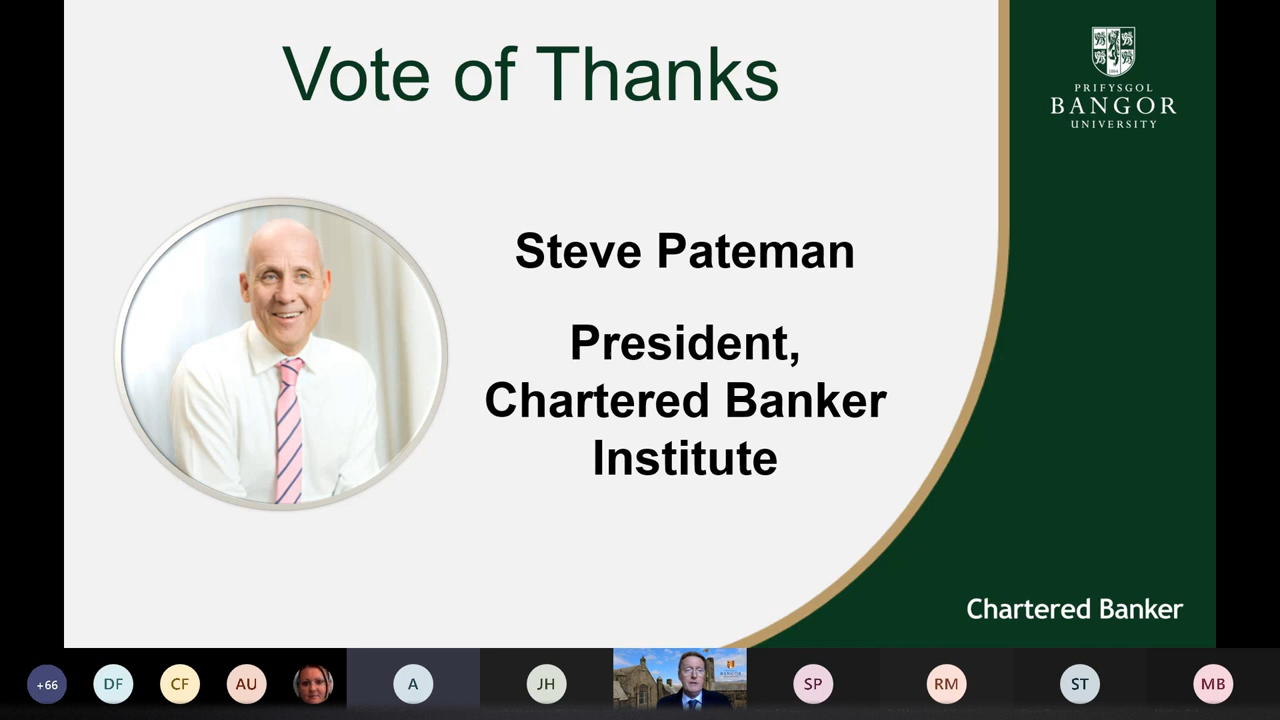 Vote of Thanks
PRIFYSGOL
BANGOR
UNIVERSITY
Steve Pateman
President,
Chartered Banker
Institute
Chartered Banker
+66
DF
CF
AU
A
JH
SP
RM
ST
MB